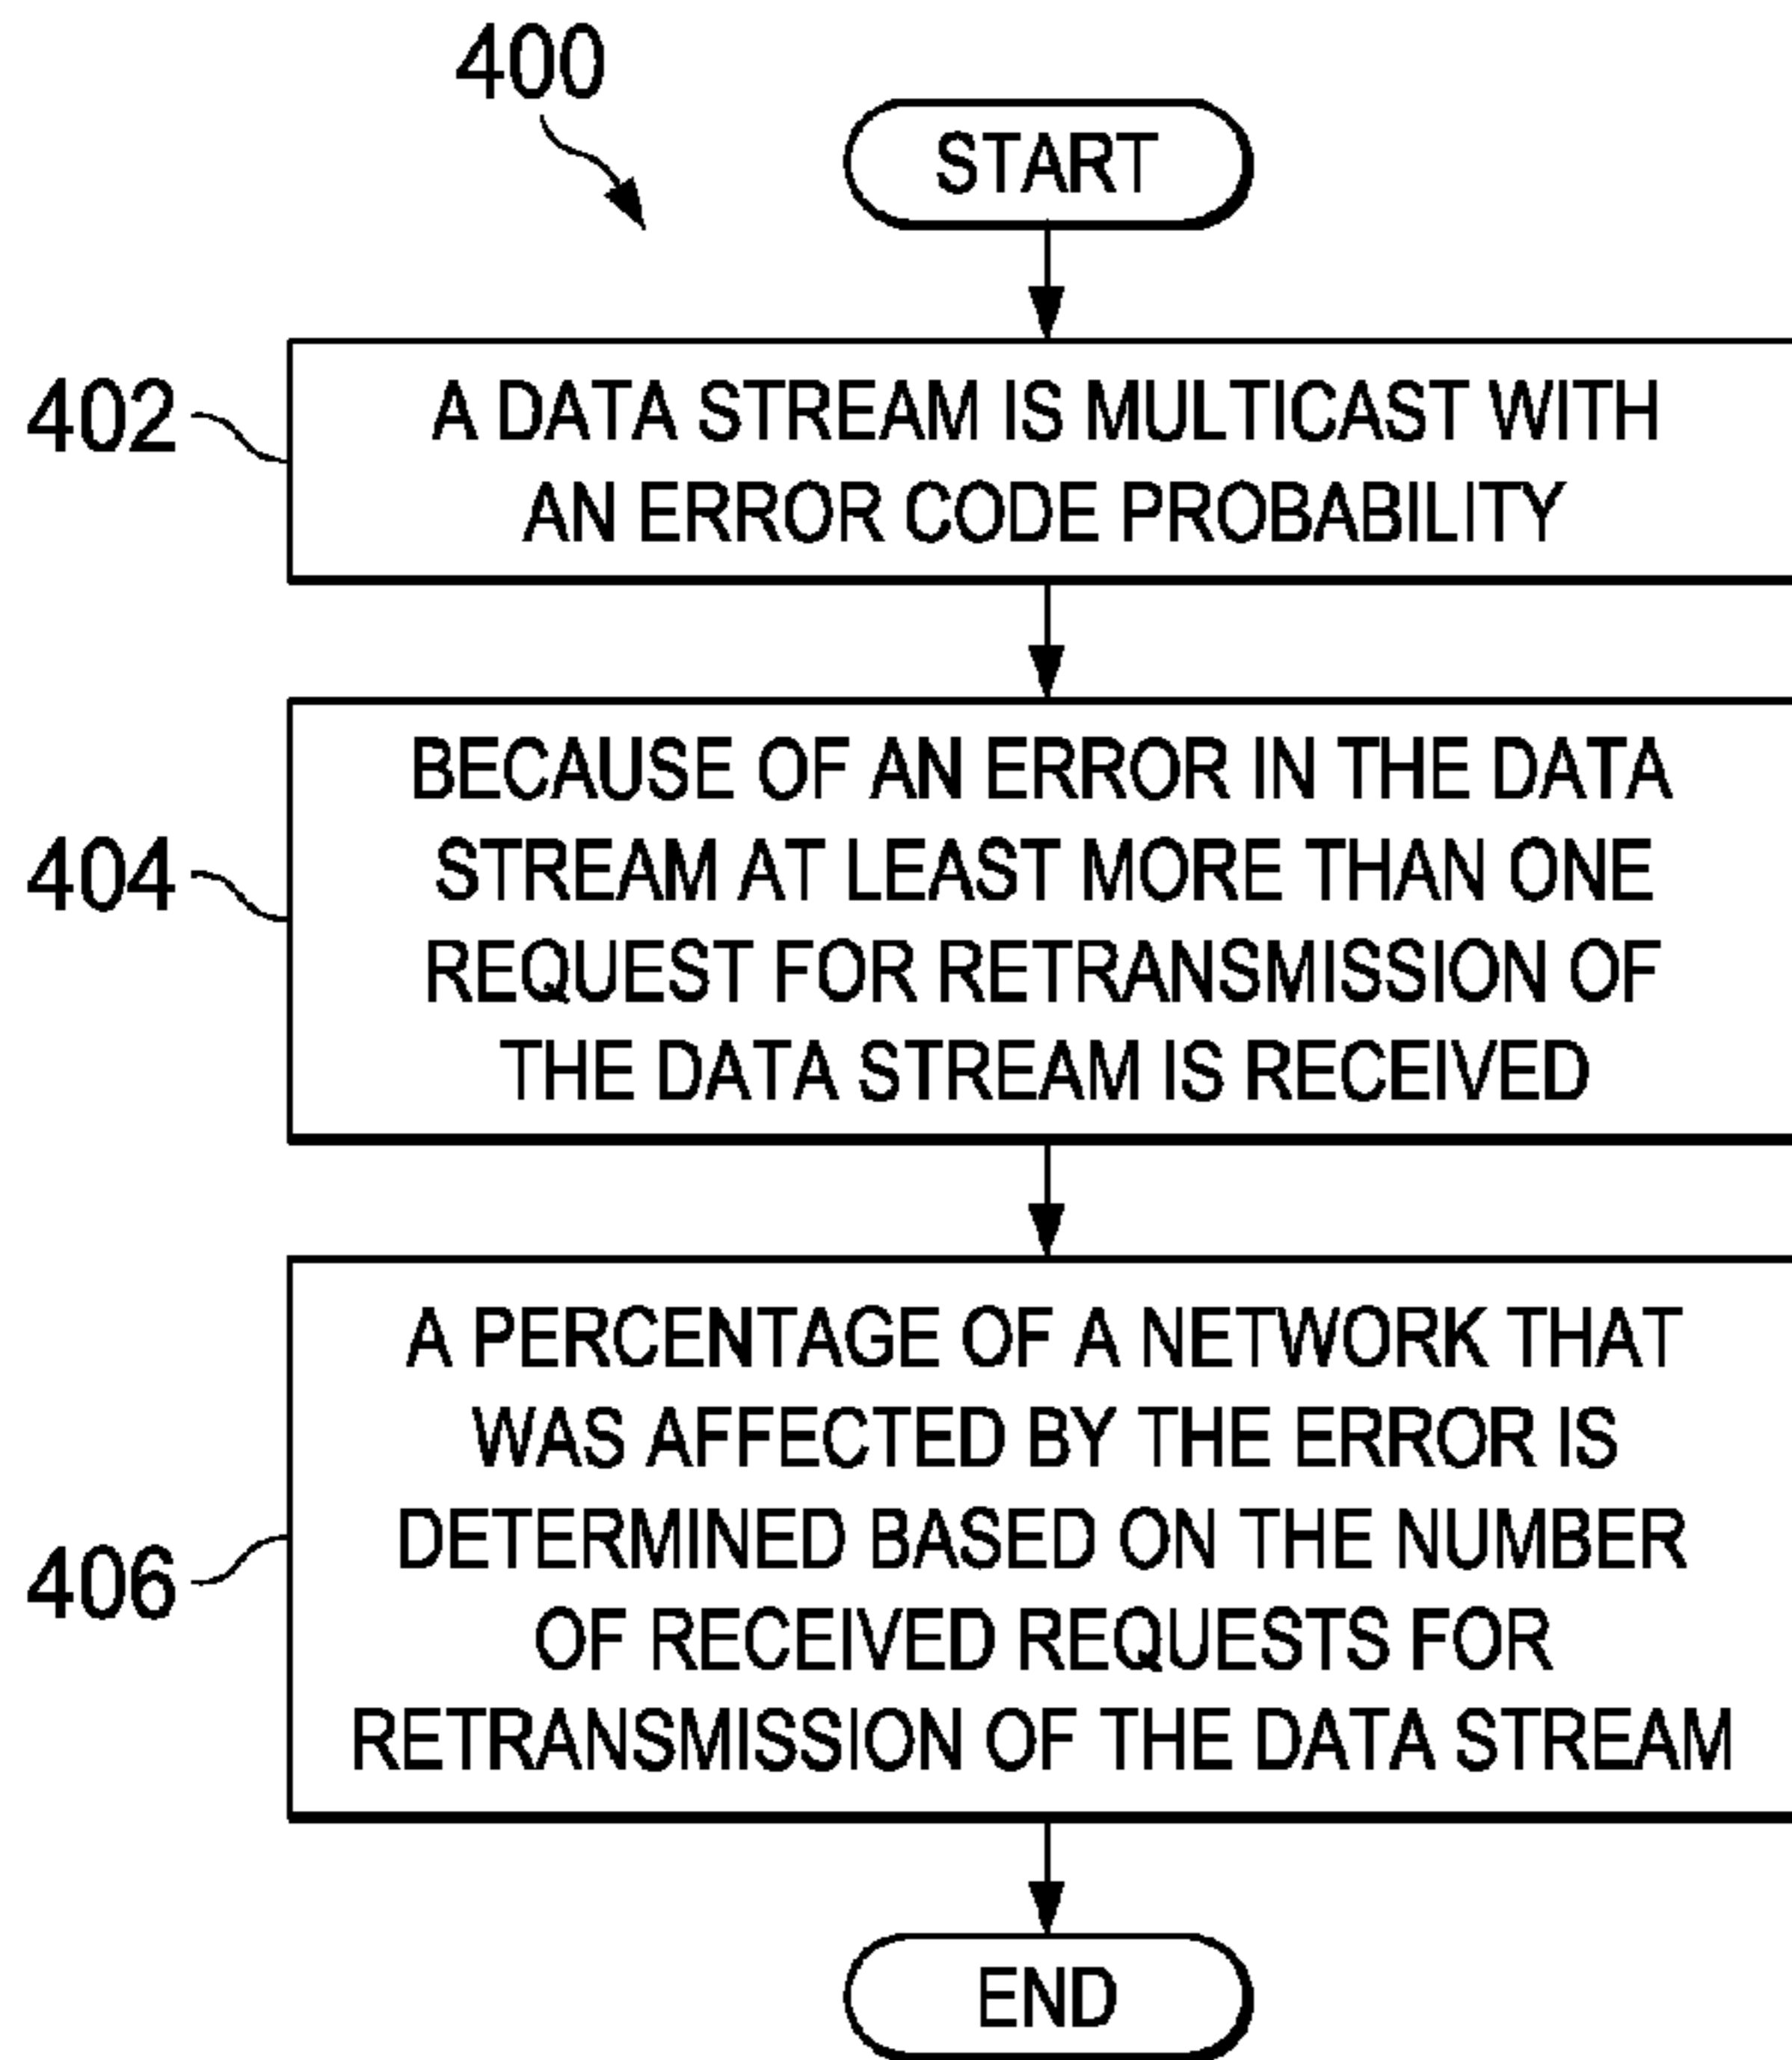 400
START
402
A DATA STREAM IS MULTICAST WITH
AN ERROR CODE PROBABILITY
BECAUSE OF AN ERROR IN THE DATA
STREAM AT LEAST MORE THAN ONE
404
REQUEST FOR RETRANSMISSION OF
THE DATA STREAM IS RECEIVED
A PERCENTAGE OF A NETWORK THAT
WAS AFFECTED BY THE ERROR IS
DETERMINED BASED ON THE NUMBER
406
OF RECEIVED REQUESTS FOR
RETRANSMISSION OF THE DATA STREAM
END